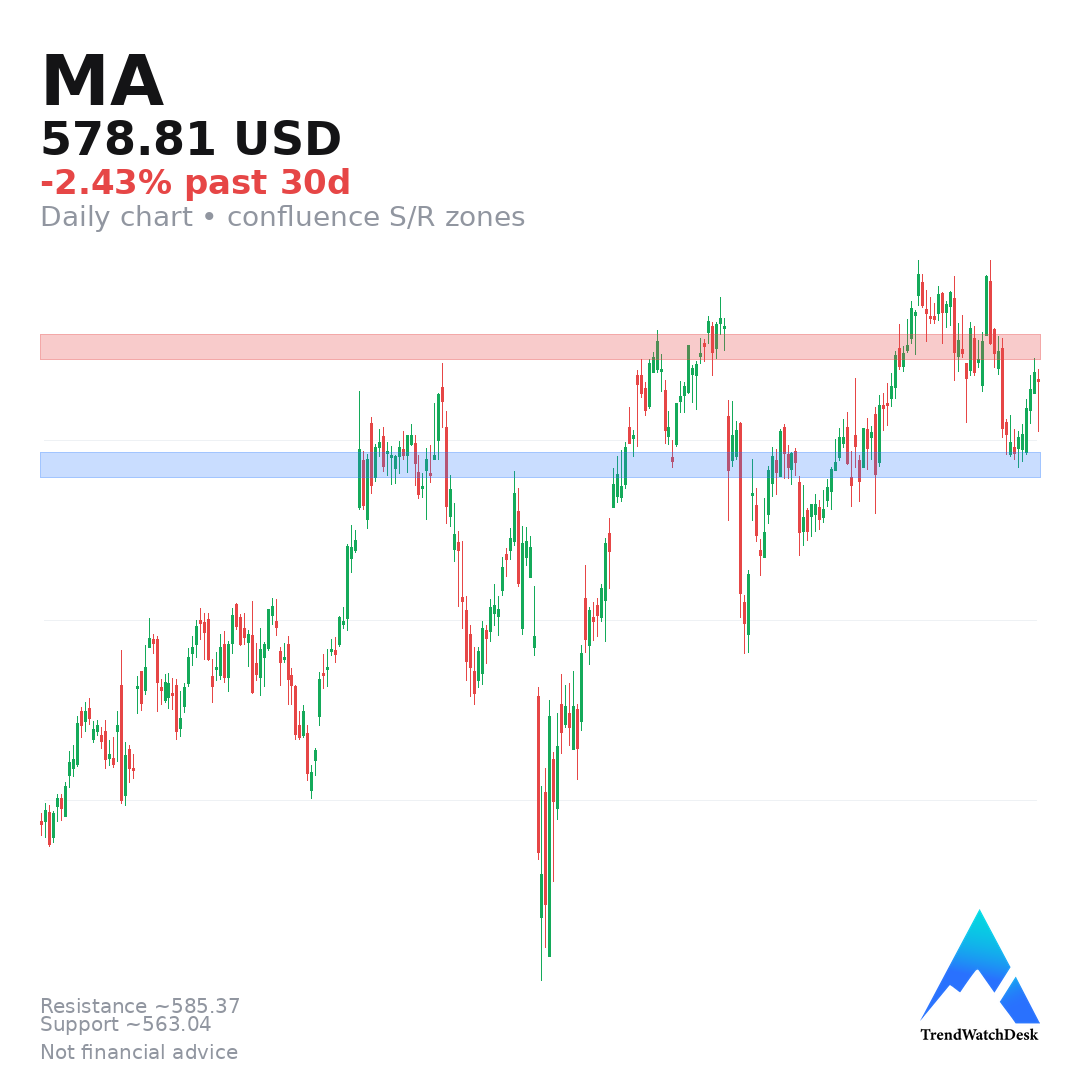 MA
578.81 USD
-2.43% past 30d
Daily chart • confluence S/R zones
Resistance ~585.37
Support ~563.04
Not financial advice
TrendWatchDesk